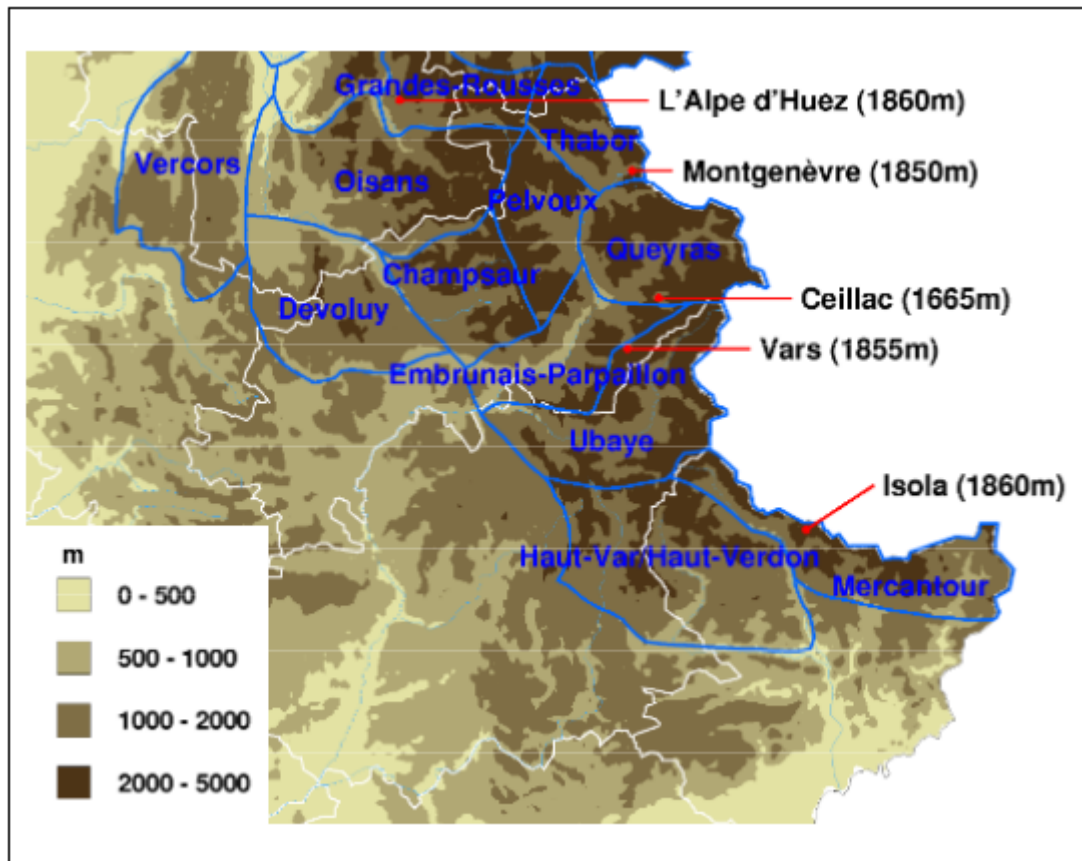 Grandes-Rousses
L'Alpe d'Huez (1860m)
Thabor
Vercors
Oisans
Montgenèvre (1850m)
Pelvoux
Queyras
Champsaur
Devoluy
Ceillac (1665m)
Vars (1855m)
Embrunais-Parpaillon
Ubaye
Isola (1860m)
Haut-Var/Haut-Verdon
Mercantour
m
0 - 500
500 - 1000
1000 - 2000
2000 - 5000